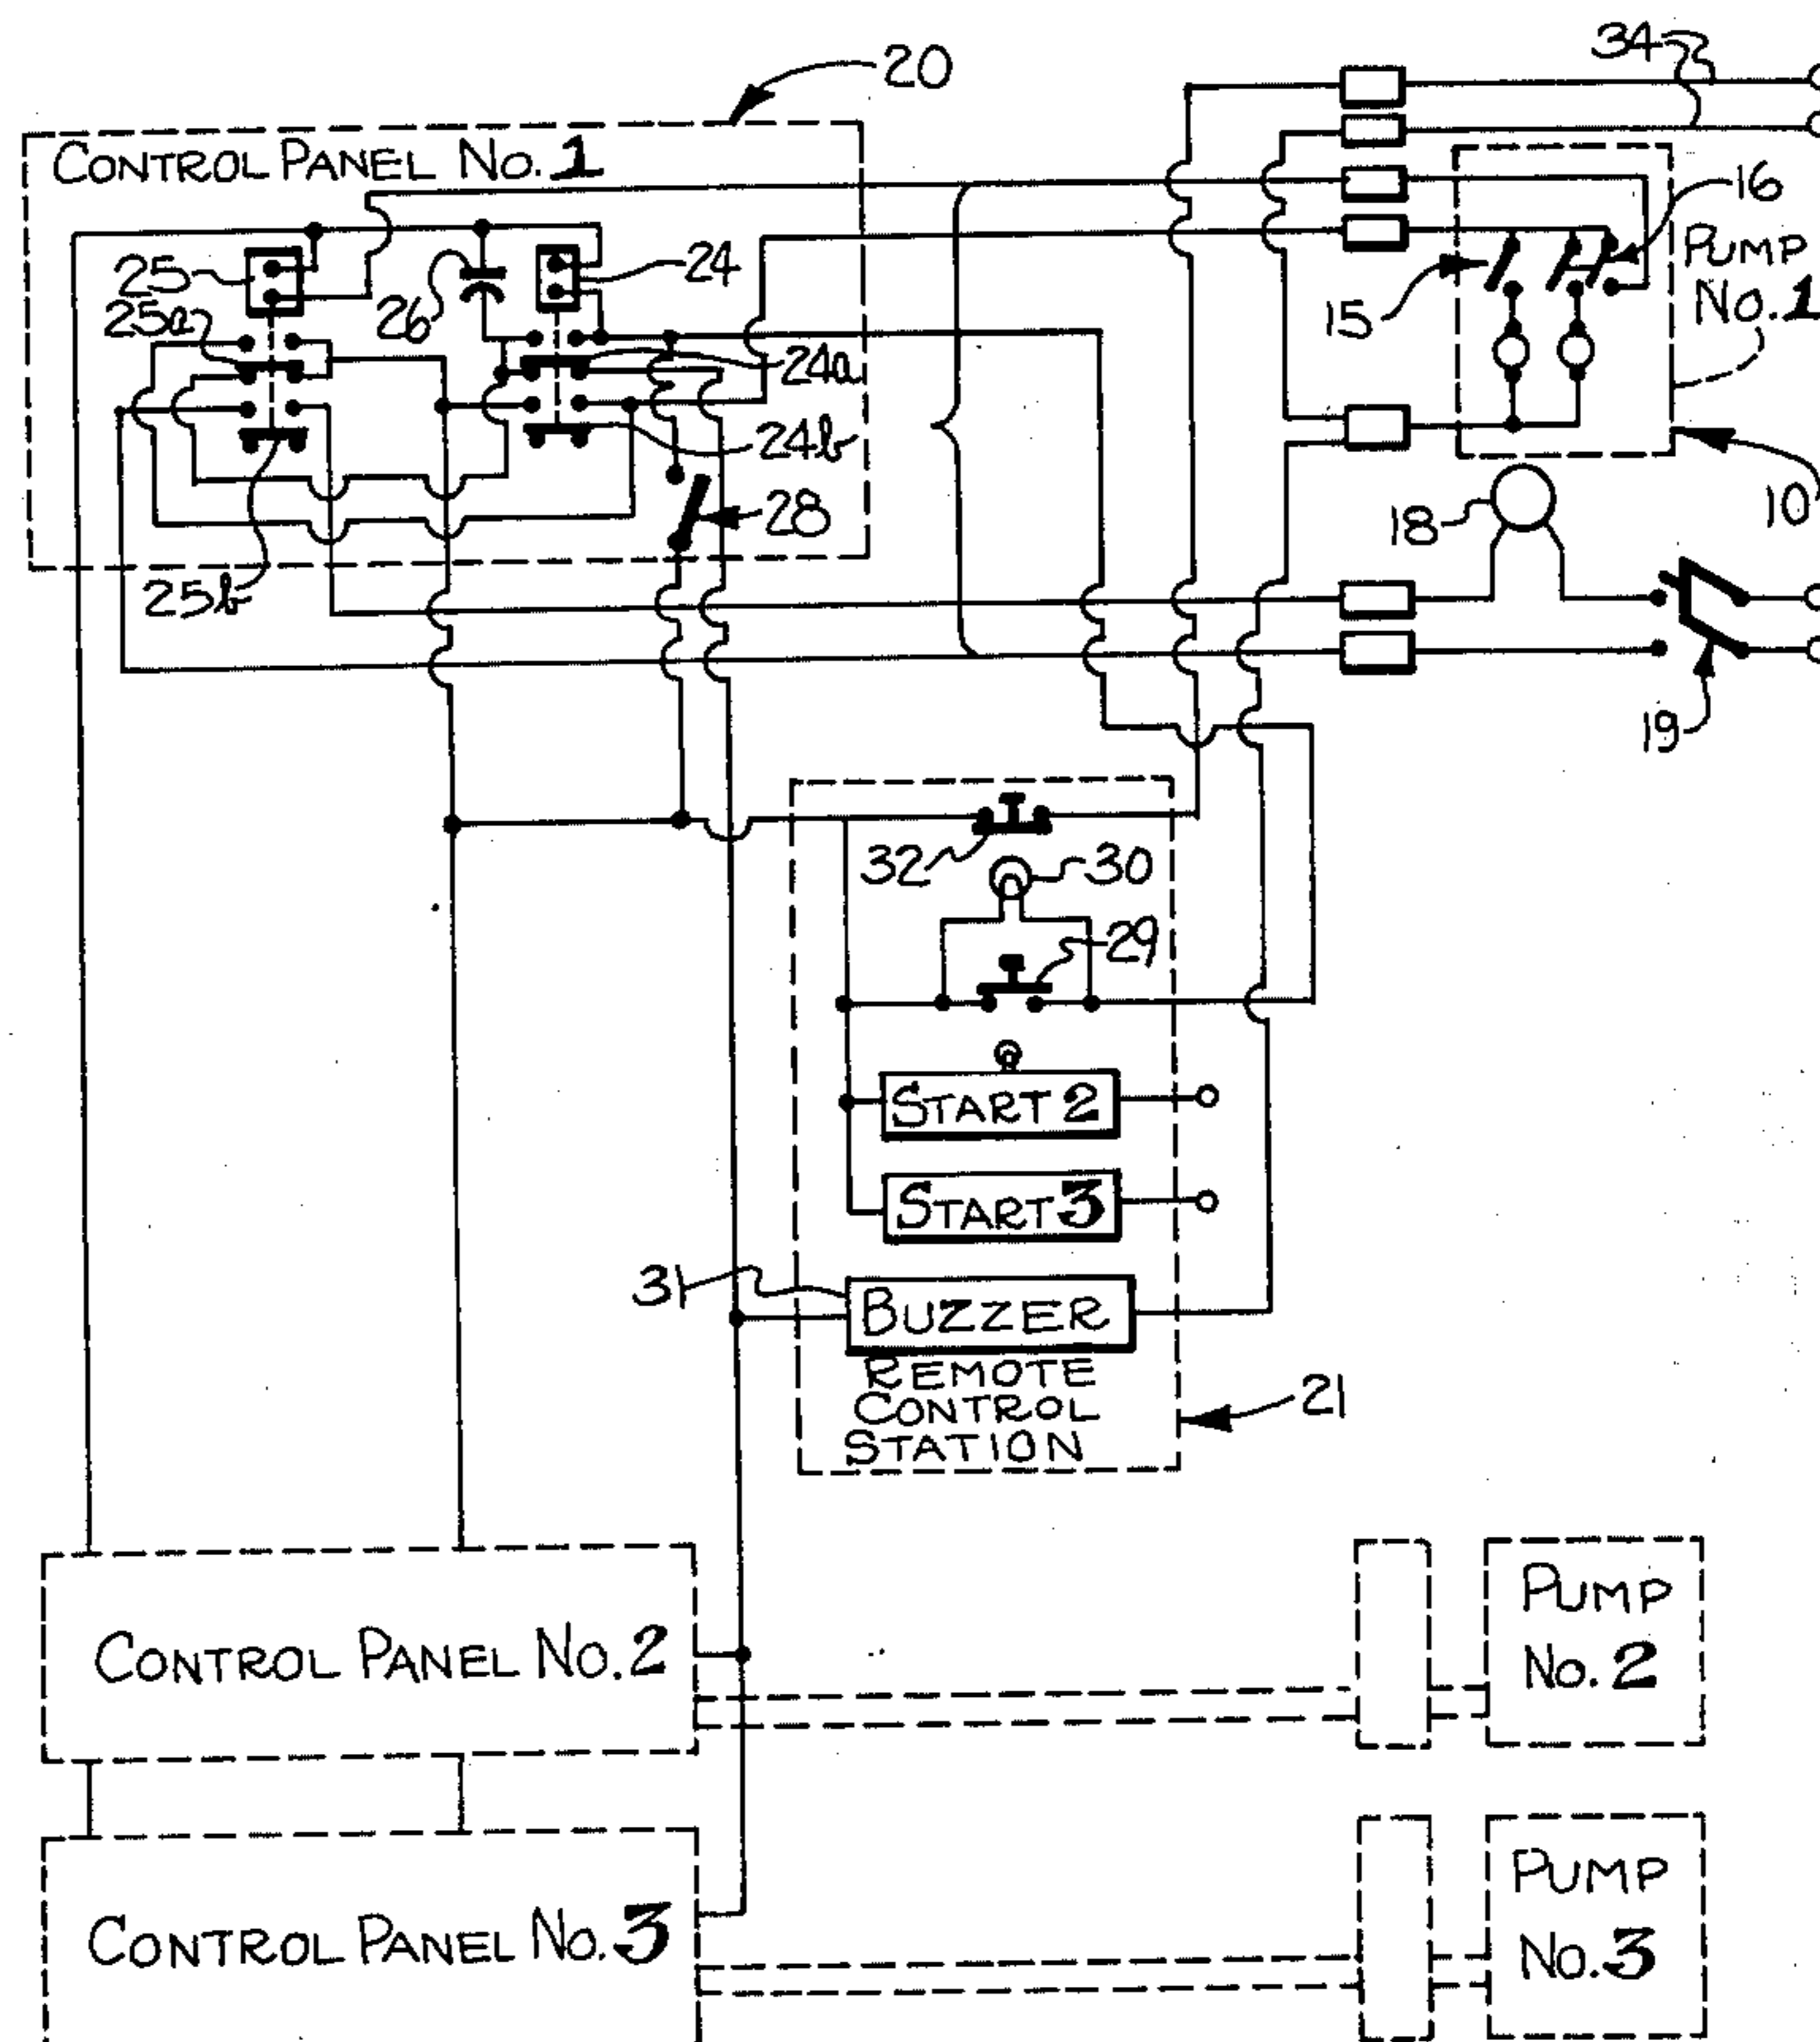 20
34
CONTROL PANEL NO. 1
16
PUMP
NO. 1
25
26
24
15
25a
24a
24b
28
18
10
25b
19
32
30
29
START 2
START 3
31
BUZZER
REMOTE
CONTROL
STATION
21
CONTROL PANEL NO. 2
PUMP
NO. 2
CONTROL PANEL NO. 3
PUMP
NO. 3